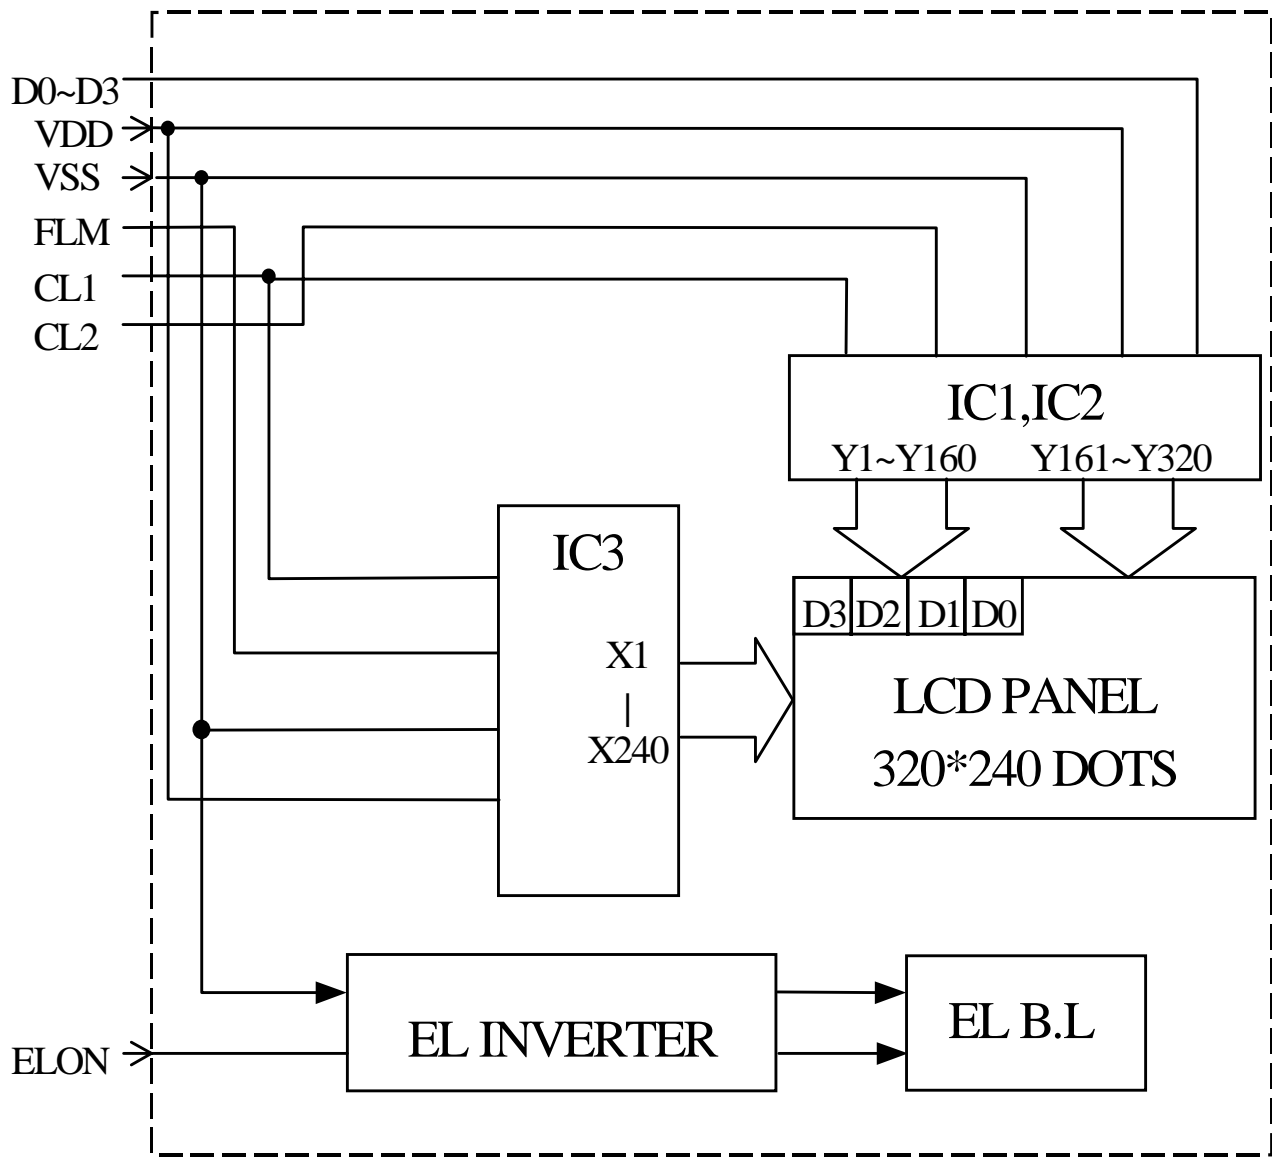 D0~D3
VDD
VSS
FLM
CL1
CL2
IC1,IC2
Y1~Y160 Y161~Y320
IC3
D3 D2 D1 D0
X1
|
X240
LCD PANEL
320*240 DOTS
EL INVERTER
EL B.L
ELON